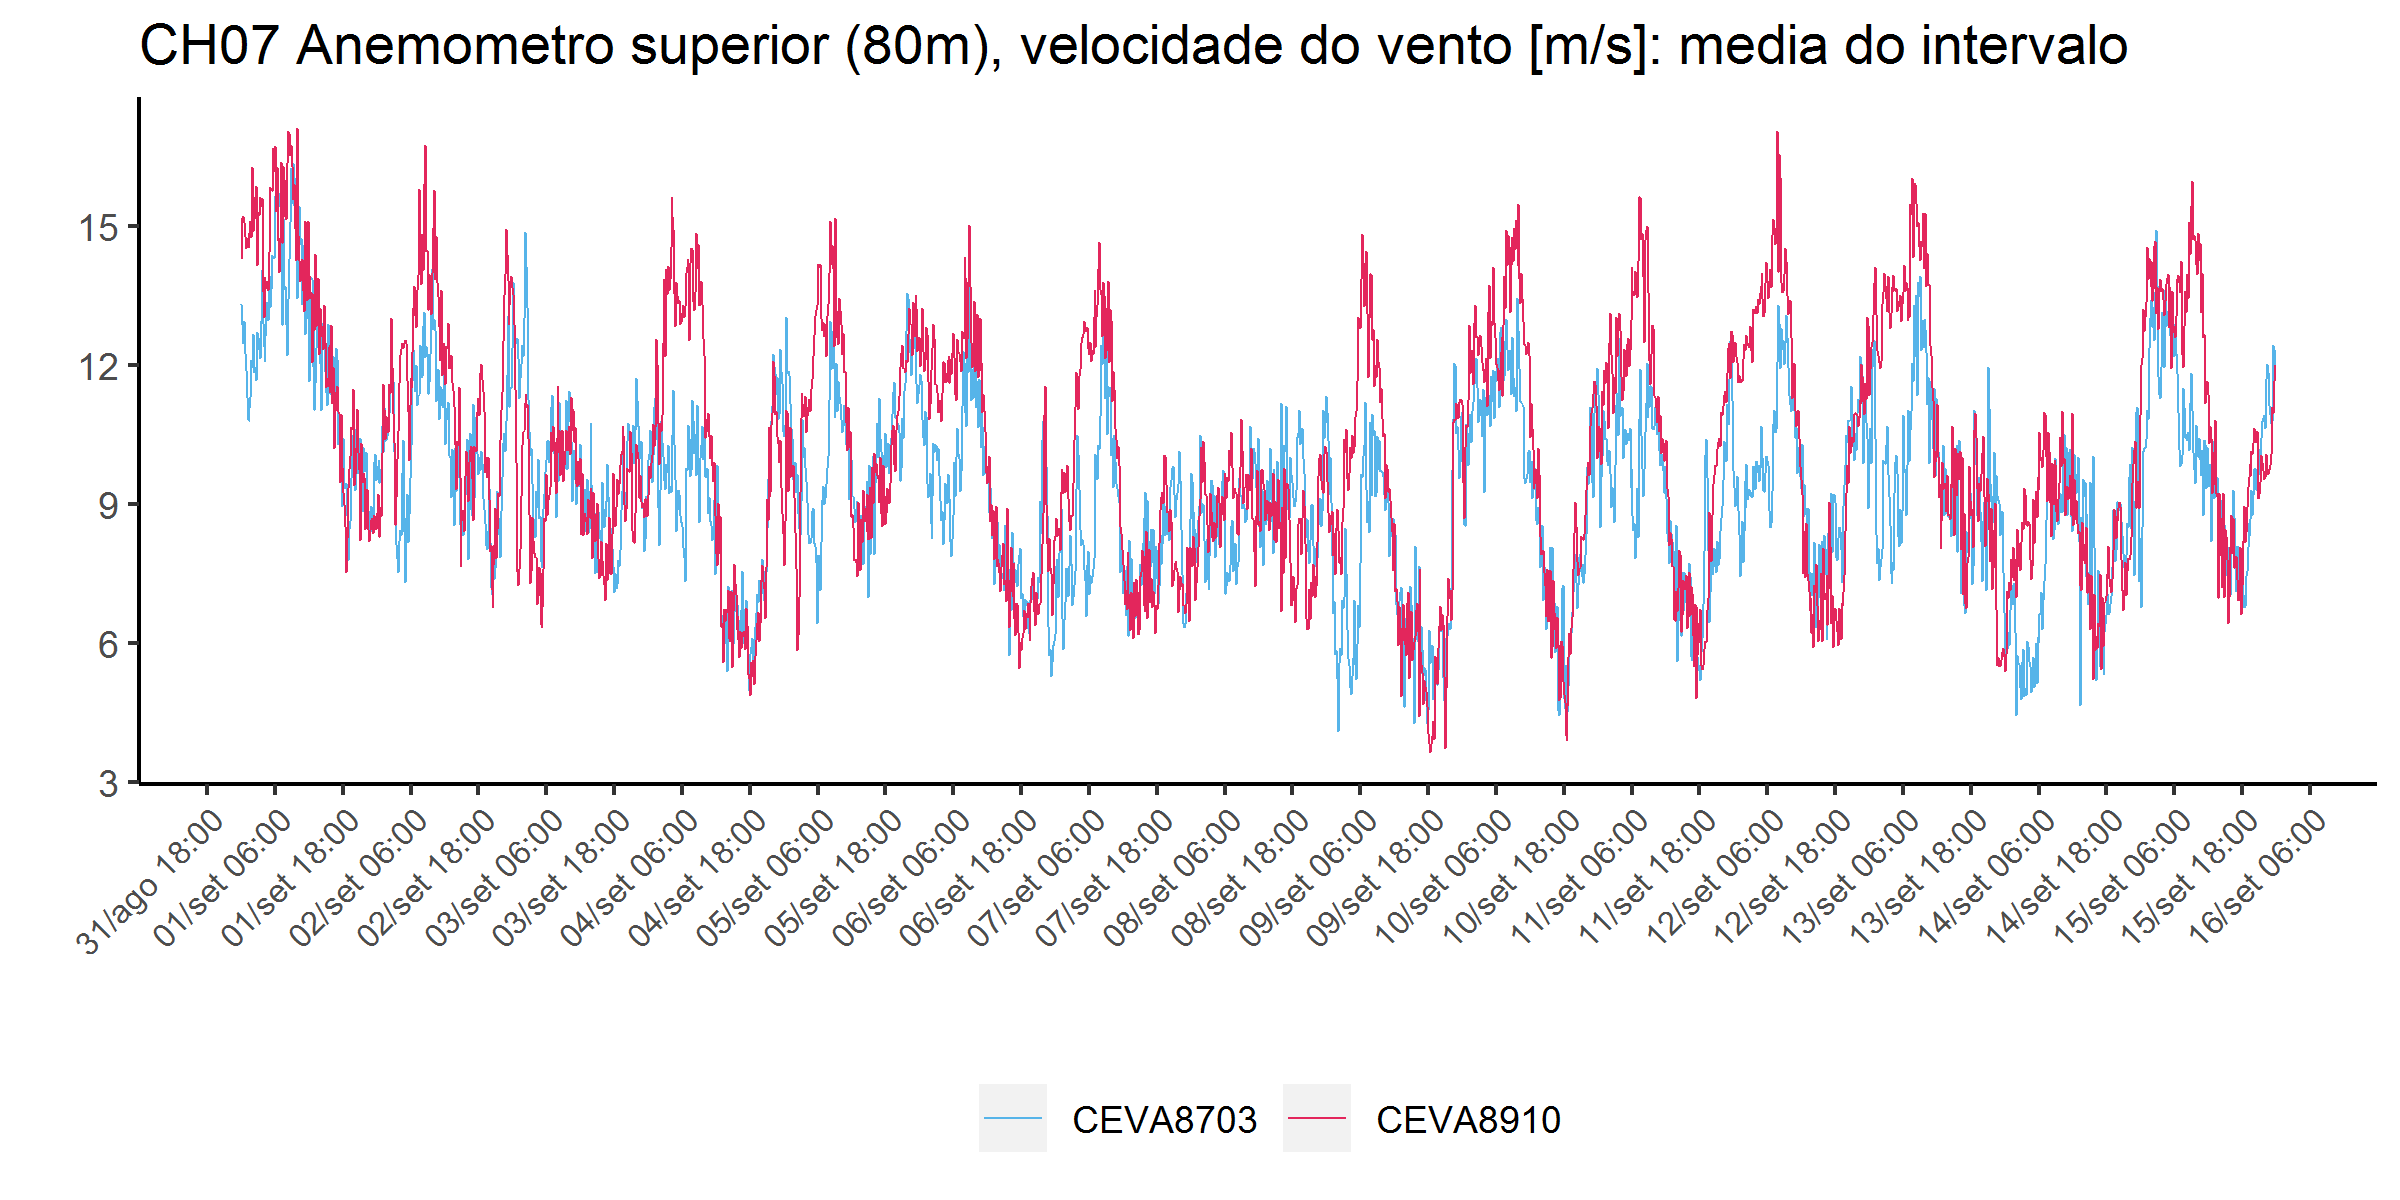 CH07 Anemometro superior (80m), velocidade do vento [m/s]: media do intervalo
15
12
9
6
3
31/ago 18:00
01/set 06:00
01/set 18:00
02/set 06:00
02/set 18:00
03/set 06:00
03/set 18:00
04/set 06:00
04/set 18:00
05/set 06:00
05/set 18:00
06/set 06:00
06/set 18:00
07/set 06:00
07/set 18:00
08/set 06:00
08/set 18:00
09/set 06:00
09/set 18:00
10/set 06:00
10/set 18:00
11/set 06:00
11/set 18:00
12/set 06:00
12/set 18:00
13/set 06:00
13/set 18:00
14/set 06:00
14/set 18:00
15/set 06:00
15/set 18:00
16/set 06:00
CEVA8703 CEVA8910